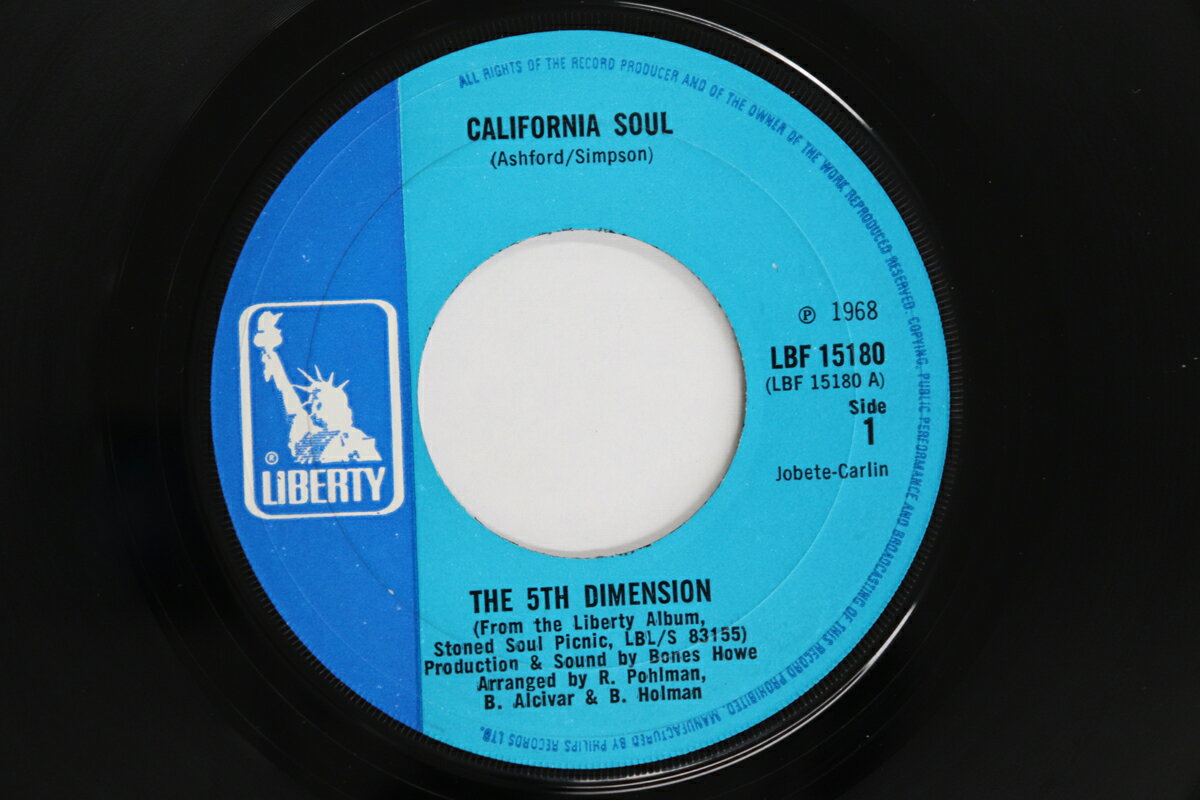 ALL RIGHTS OF THE RECORD PRODUCER AND OF THE OWNER OF THE WORK REPRODUCED RESERVED. COPYING, PUBLIC PERFORMANCE AND BROADCASTING OF THIS RECORD PROHIBITED. MANUFACTURED BY PHILIPS RECORDS LTD.
CALIFORNIA SOUL
(Ashford/Simpson)
℗ 1968
LBF 15180
(LBF 15180 A)
Side
1
Jobete-Carlin
® LIBERTY
THE 5TH DIMENSION
(From the Liberty Album,
Stoned Soul Picnic, LBL/S 83155)
Production & Sound by Bones Howe
Arranged by R. Pohlman,
B. Alcivar & B. Holman